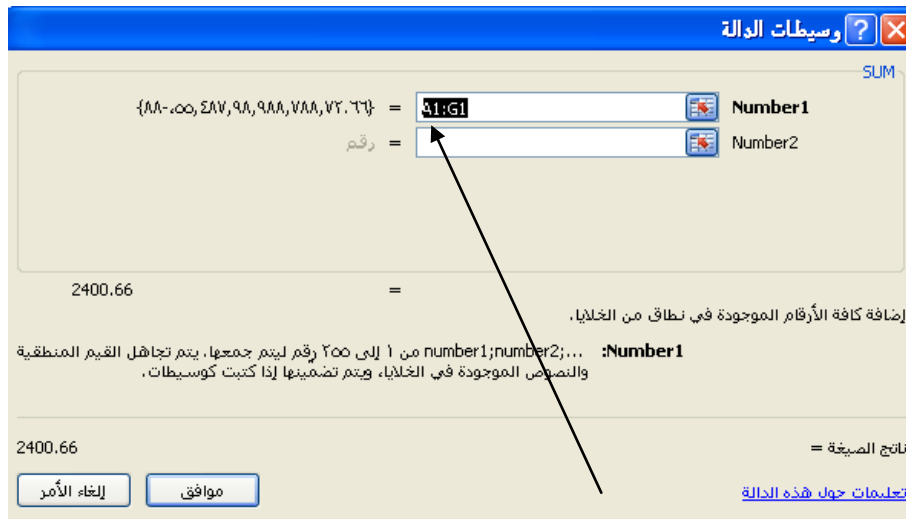 وسيطات الدالة
SUM
Number1 A1:G1 = {٧٢.٦٦,٧٨٨,٩٨٨,٩٨,٤٨٧,٥٥,-٨٨}
Number2 = رقم
= 2400.66
إضافة كافة الأرقام الموجودة في نطاق من الخلايا.
Number1: number1;number2;... من ١ إلى ٢٥٥ رقم ليتم جمعها. يتم تجاهل القيم المنطقية
والنصوص الموجودة في الخلايا، ويتم تضمينها إذا كتبت كوسيطات.
ناتج الصيغة = 2400.66
تعليمات حول هذه الدالة موافق إلغاء الأمر